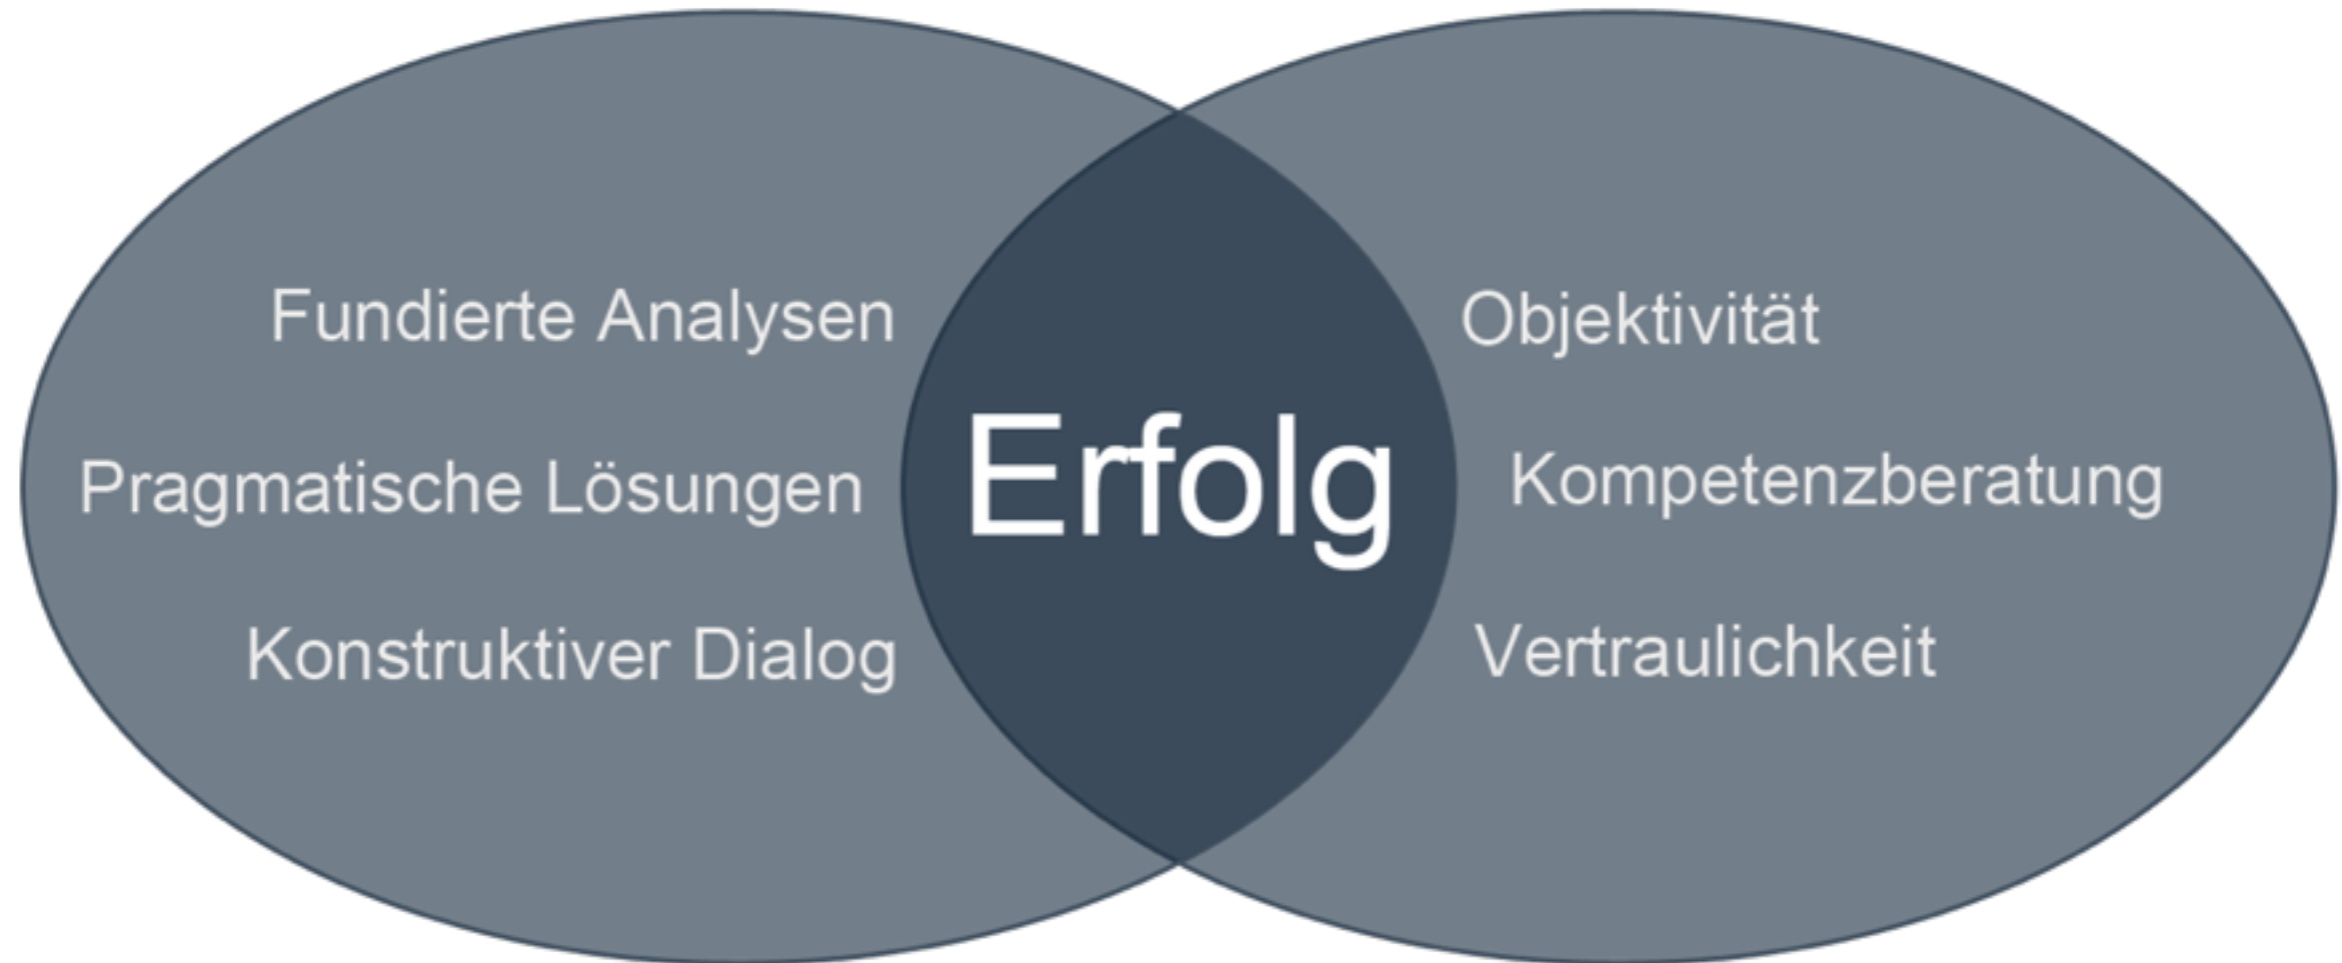 Fundierte Analysen
Pragmatische Lösungen
Konstruktiver Dialog
Erfolg
Objektivität
Kompetenzberatung
Vertraulichkeit